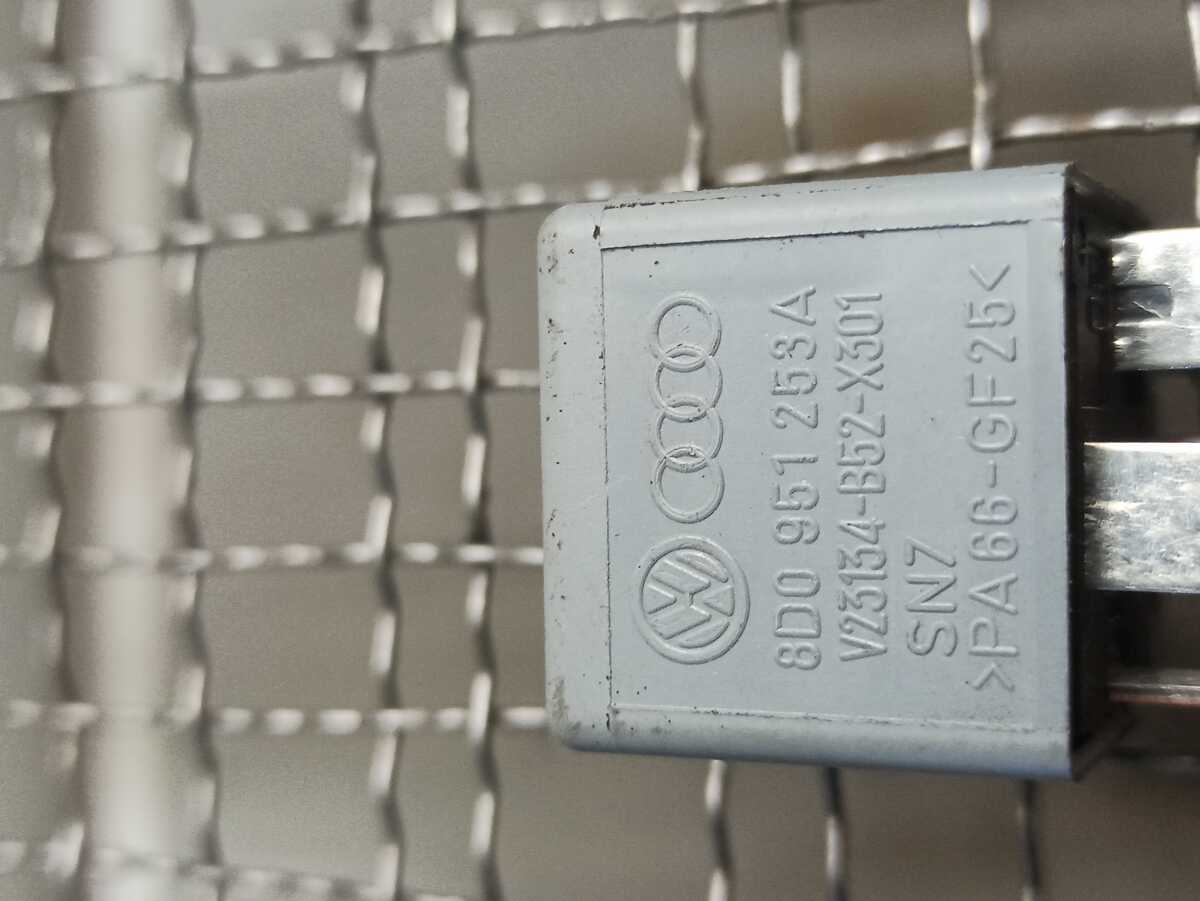 8D0 951 253A
V23134-B52-X301
SN7
>PA66-GF25<